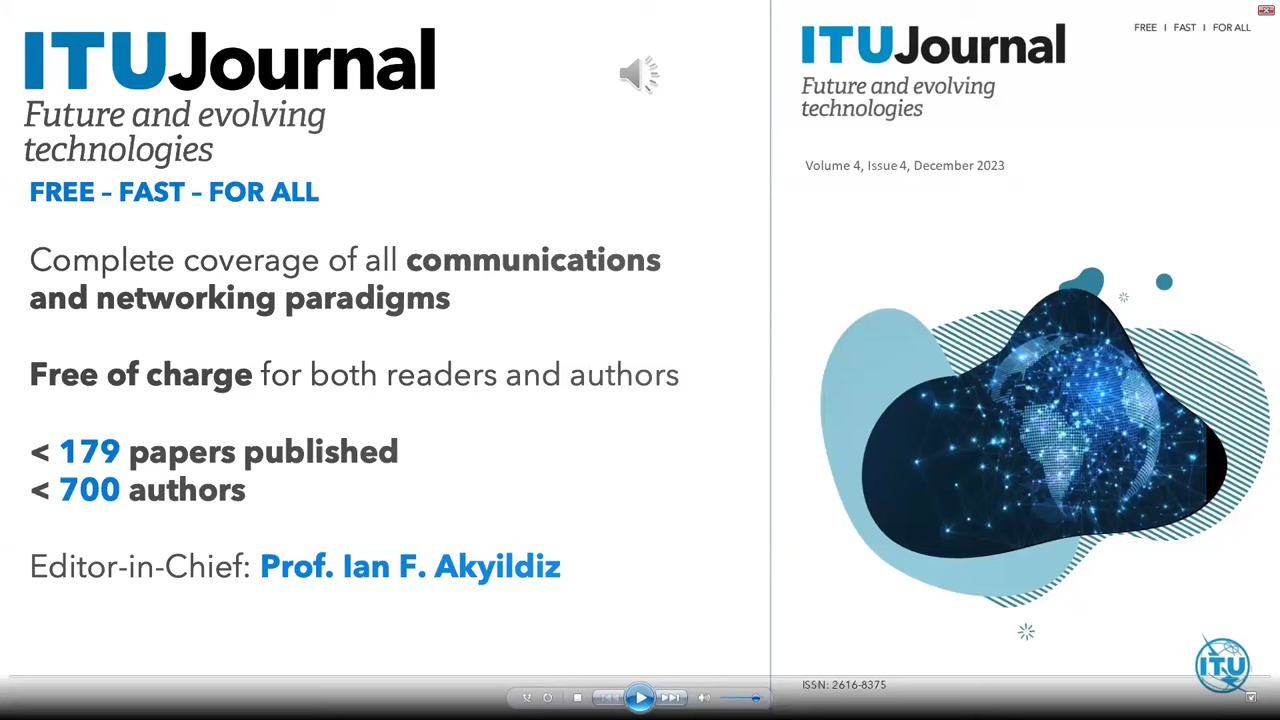 ITUJournal
Future and evolving
technologies
FREE – FAST – FOR ALL
Complete coverage of all communications
and networking paradigms
Free of charge for both readers and authors
< 179 papers published
< 700 authors
Editor-in-Chief: Prof. Ian F. Akyildiz
FREE I FAST I FOR ALL
ITUJournal
Future and evolving
technologies
Volume 4, Issue 4, December 2023
ITU
ISSN: 2616-8375